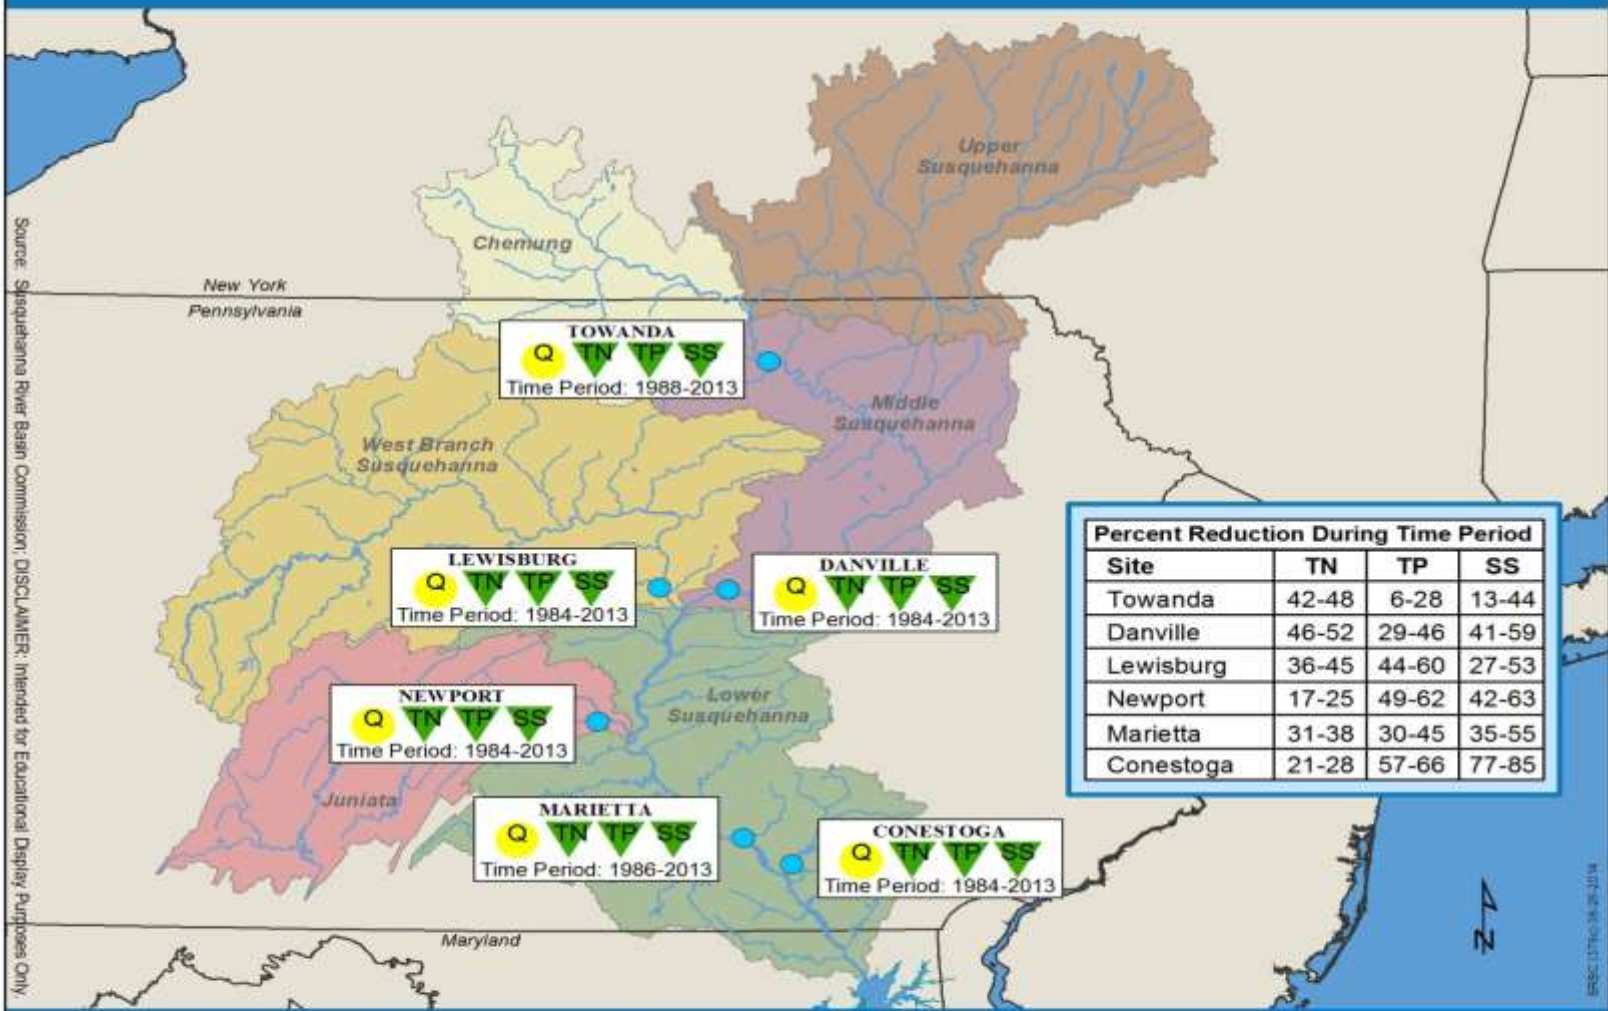 Upper
Susquehanna
Chemung
New York
Pennsylvania
TOWANDA
Q TN TP SS
Time Period: 1988-2013
Middle
Susquehanna
West Branch
Susquehanna
LEWISBURG
Q TN TP SS
Time Period: 1984-2013
DANVILLE
Q TN TP SS
Time Period: 1984-2013
NEWPORT
Q TN TP SS
Time Period: 1984-2013
Lower
Susquehanna
Juniata
MARIETTA
Q TN TP SS
Time Period: 1986-2013
CONESTOGA
Q TN TP SS
Time Period: 1984-2013
Maryland
Percent Reduction During Time Period
Site TN TP SS
Towanda 42-48 6-28 13-44
Danville 46-52 29-46 41-59
Lewisburg 36-45 44-60 27-53
Newport 17-25 49-62 42-63
Marietta 31-38 30-45 35-55
Conestoga 21-28 57-66 77-85
N
Source: Susquehanna River Basin Commission; DISCLAIMER: Intended for Educational Display Purposes Only.